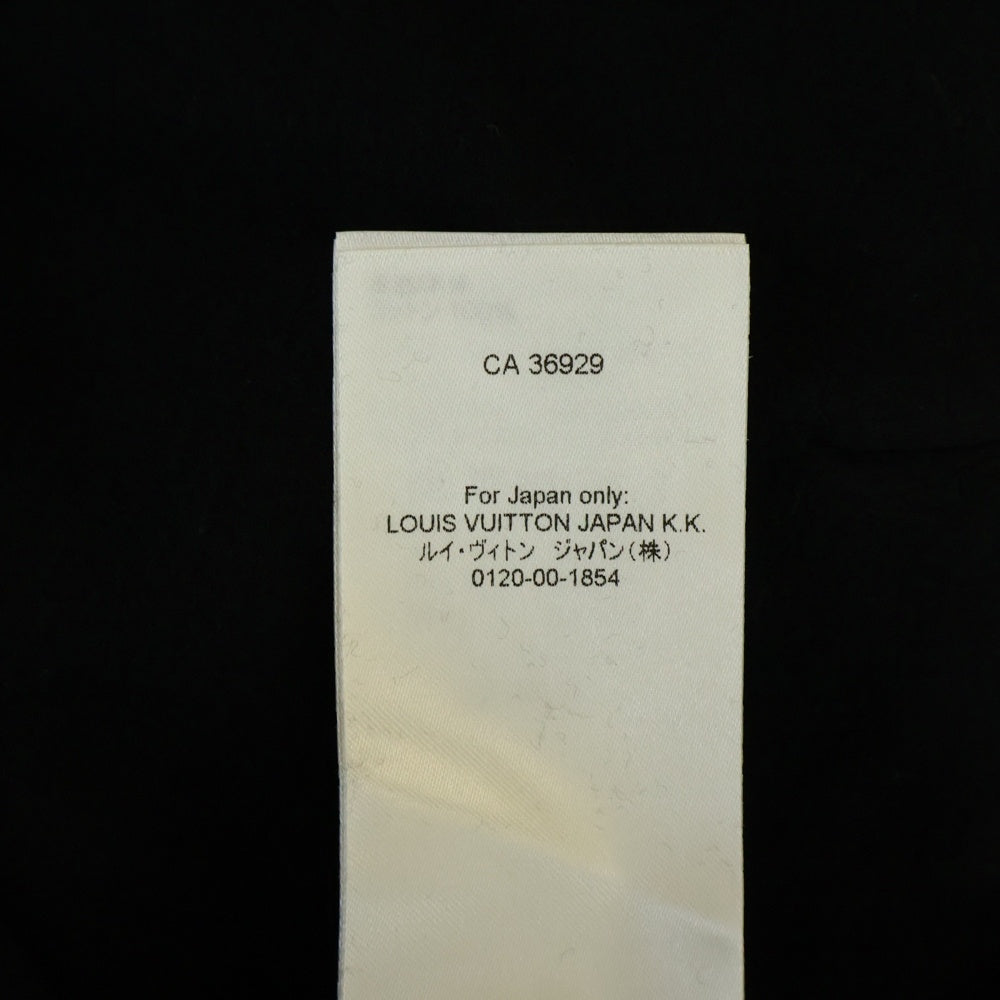 CA 36929
For Japan only:
LOUIS VUITTON JAPAN K.K.
ルイ・ヴィトン ジャパン(株)
0120-00-1854